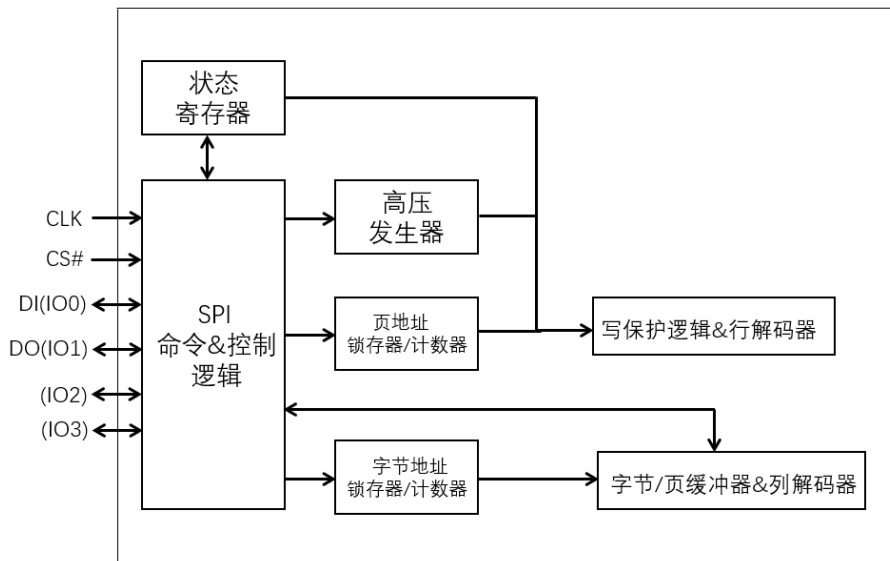 状态
寄存器
CLK
CS#
DI(IO0)
DO(IO1)
(IO2)
(IO3)
SPI
命令&控制
逻辑
高压
发生器
页地址
锁存器/计数器
写保护逻辑&行解码器
字节地址
锁存器/计数器
字节/页缓冲器&列解码器